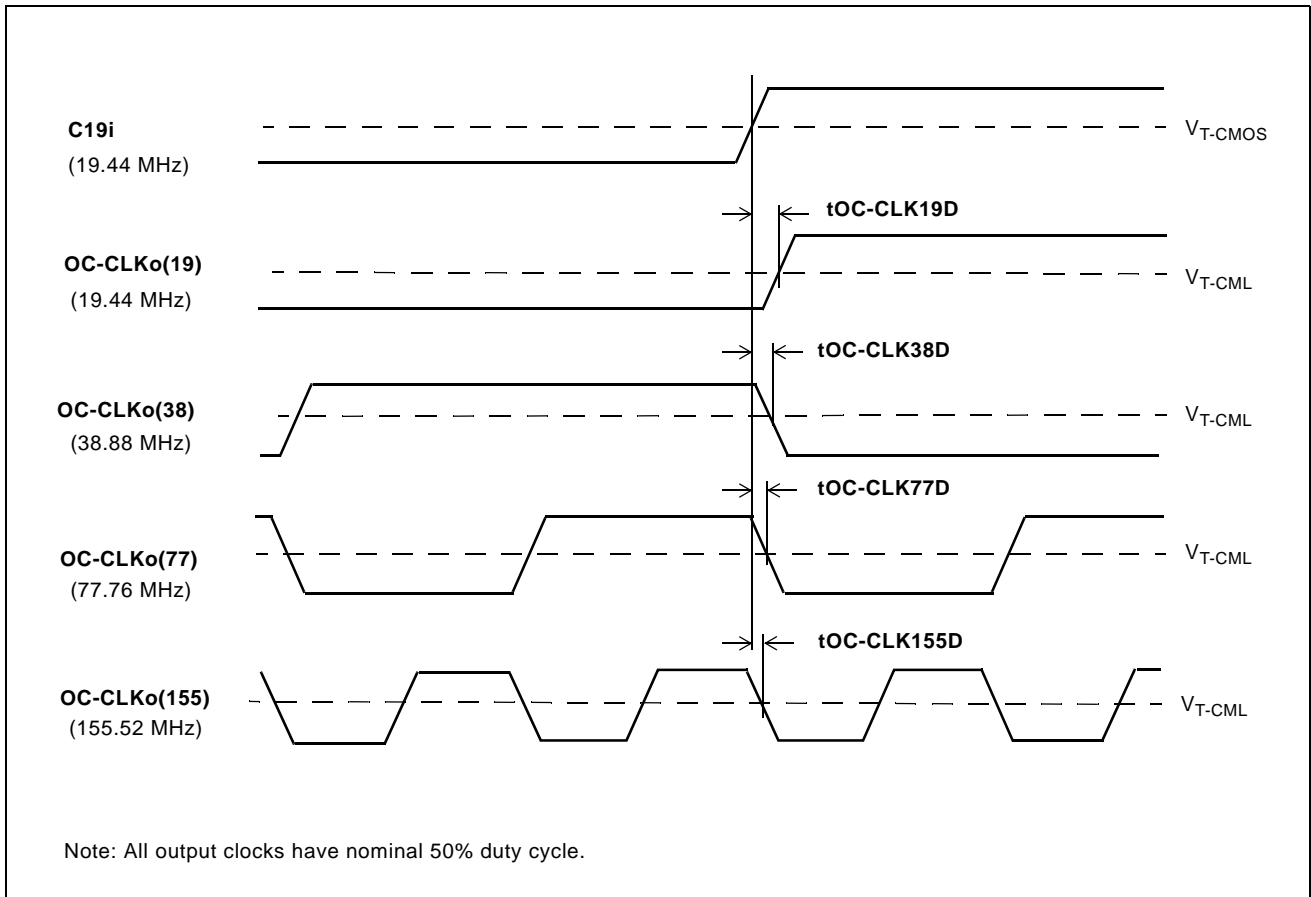 C19i
(19.44 MHz)
VT-CMOS
tOC-CLK19D
OC-CLKo(19)
(19.44 MHz)
VT-CML
tOC-CLK38D
OC-CLKo(38)
(38.88 MHz)
VT-CML
tOC-CLK77D
OC-CLKo(77)
(77.76 MHz)
VT-CML
tOC-CLK155D
OC-CLKo(155)
(155.52 MHz)
VT-CML
Note: All output clocks have nominal 50% duty cycle.